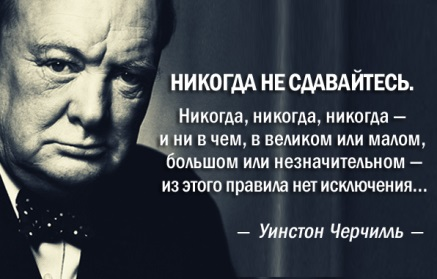 НИКОГДА НЕ СДАВАЙТЕСЬ.
Никогда, никогда, никогда —
и ни в чем, в великом или малом,
большом или незначительном —
из этого правила нет исключения...
— Уинстон Черчилль —